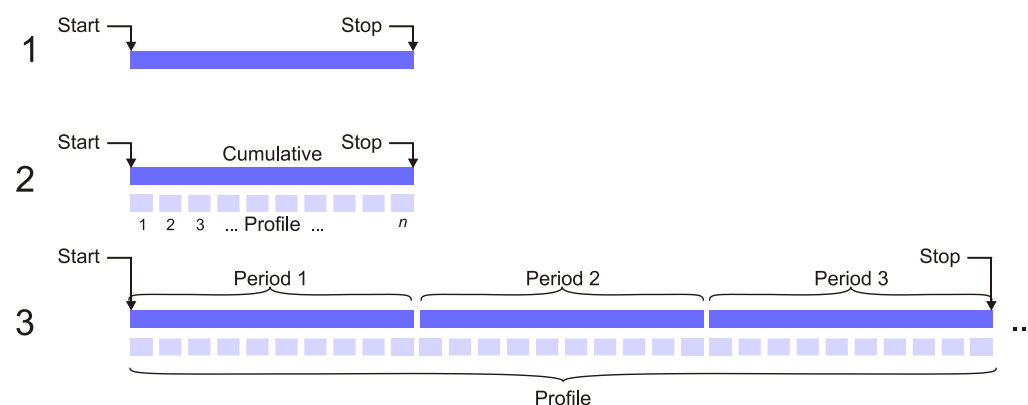 Start Stop
1
Start Cumulative Stop
2
1 2 3 ... Profile ... n
Start Stop
Period 1 Period 2 Period 3
3 ..
Profile